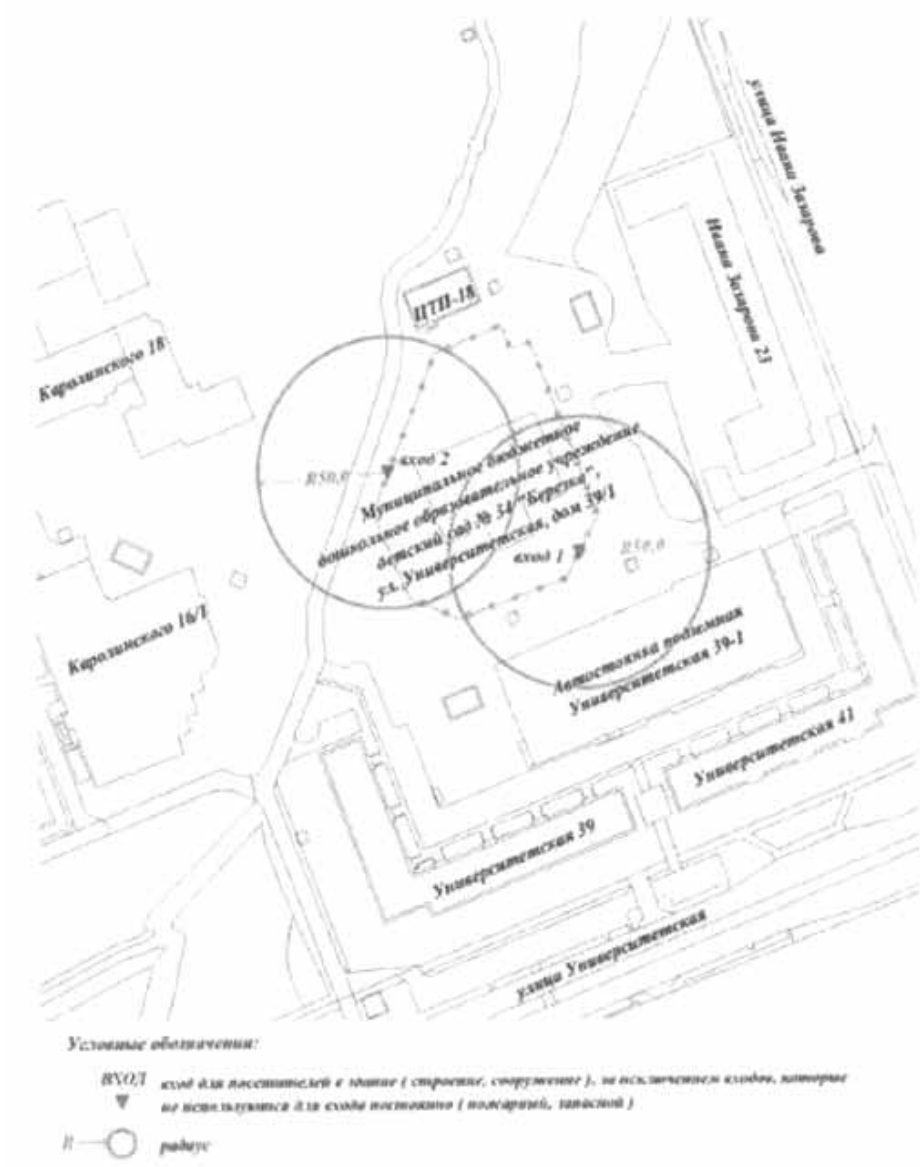 улица Ивана Захарова
Ивана Захарова 23
ЦТП-18
Каролинского 18
вход 2
R50,0
Муниципальное бюджетное
дошкольное образовательное учреждение
детский сад № 34 "Березка",
ул. Университетская, дом 39/1
вход 1
R50,0
Каролинского 16/1
Автостоянка подземная
Университетская 39-1
Университетская 41
Университетская 39
улица Университетская
Условные обозначения:
ВХОД вход для посетителей в здание ( строение, сооружение ), за исключением входов, которые
не используются для входа постоянно ( пожарный, запасной )
R радиус